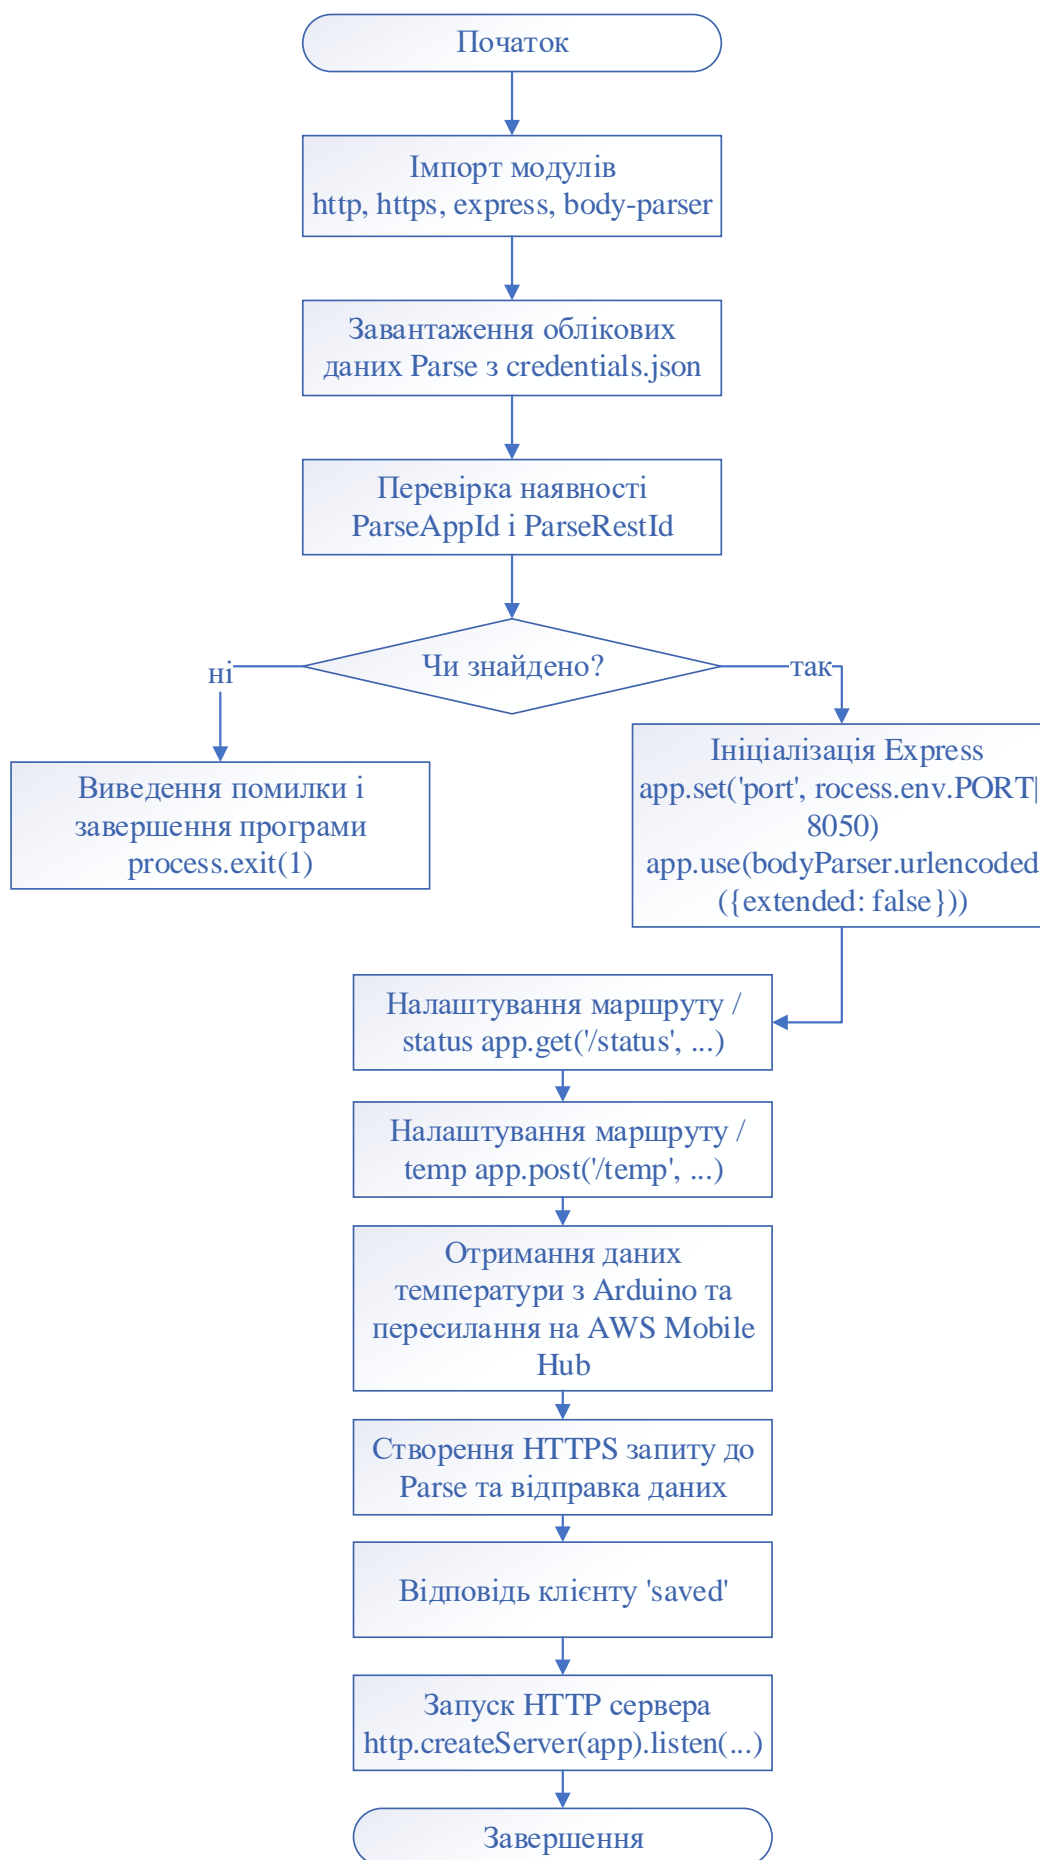 Початок
Імпорт модулів
http, https, express, body-parser
Завантаження облікових
даних Parse з credentials.json
Перевірка наявності
ParseAppId і ParseRestId
Чи знайдено?
ні
так
Виведення помилки і
завершення програми
process.exit(1)
Ініціалізація Express
app.set('port', rocess.env.PORT|
8050)
app.use(bodyParser.urlencoded
({extended: false}))
Налаштування маршруту /
status app.get('/status', ...)
Налаштування маршруту /
temp app.post('/temp', ...)
Отримання даних
температури з Arduino та
пересилання на AWS Mobile
Hub
Створення HTTPS запиту до
Parse та відправка даних
Відповідь клієнту 'saved'
Запуск HTTP сервера
http.createServer(app).listen(...)
Завершення